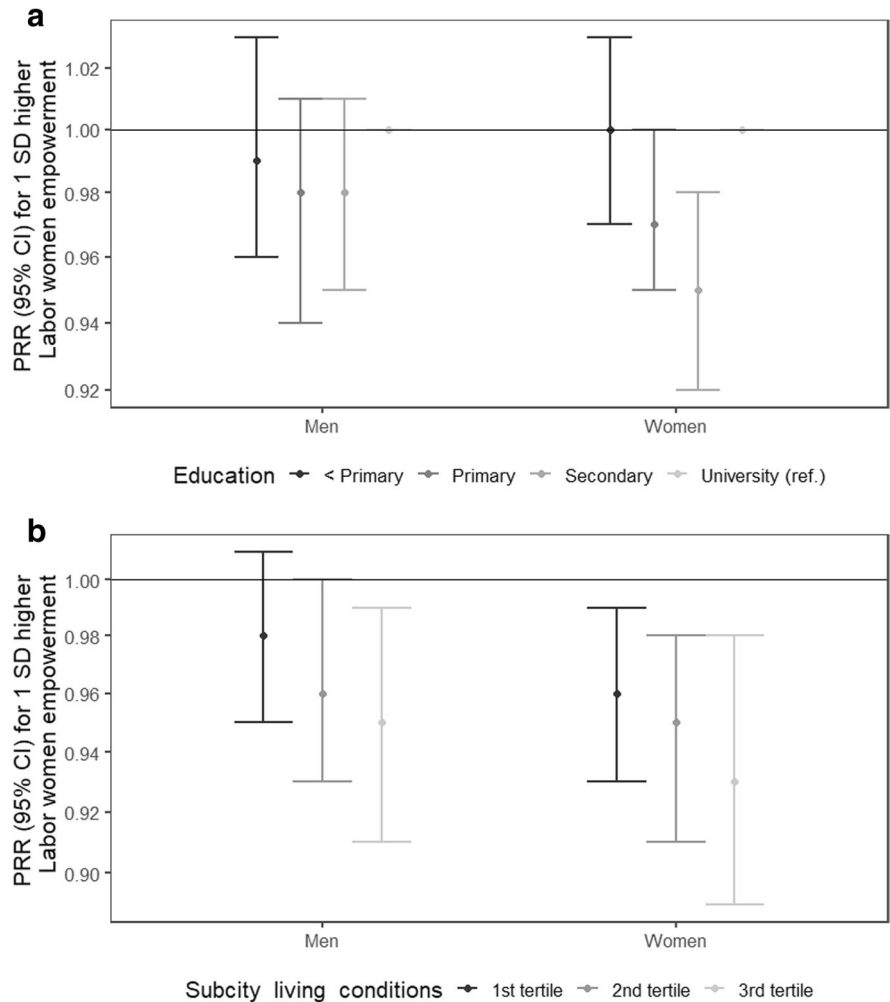 a
PRR (95% CI) for 1 SD higher
Labor women empowerment
1.02
1.00
0.98
0.96
0.94
0.92
Men
Women
Education < Primary Primary Secondary University (ref.)
b
PRR (95% CI) for 1 SD higher
Labor women empowerment
1.00
0.98
0.96
0.94
0.92
0.90
Men
Women
Subcity living conditions 1st tertile 2nd tertile 3rd tertile